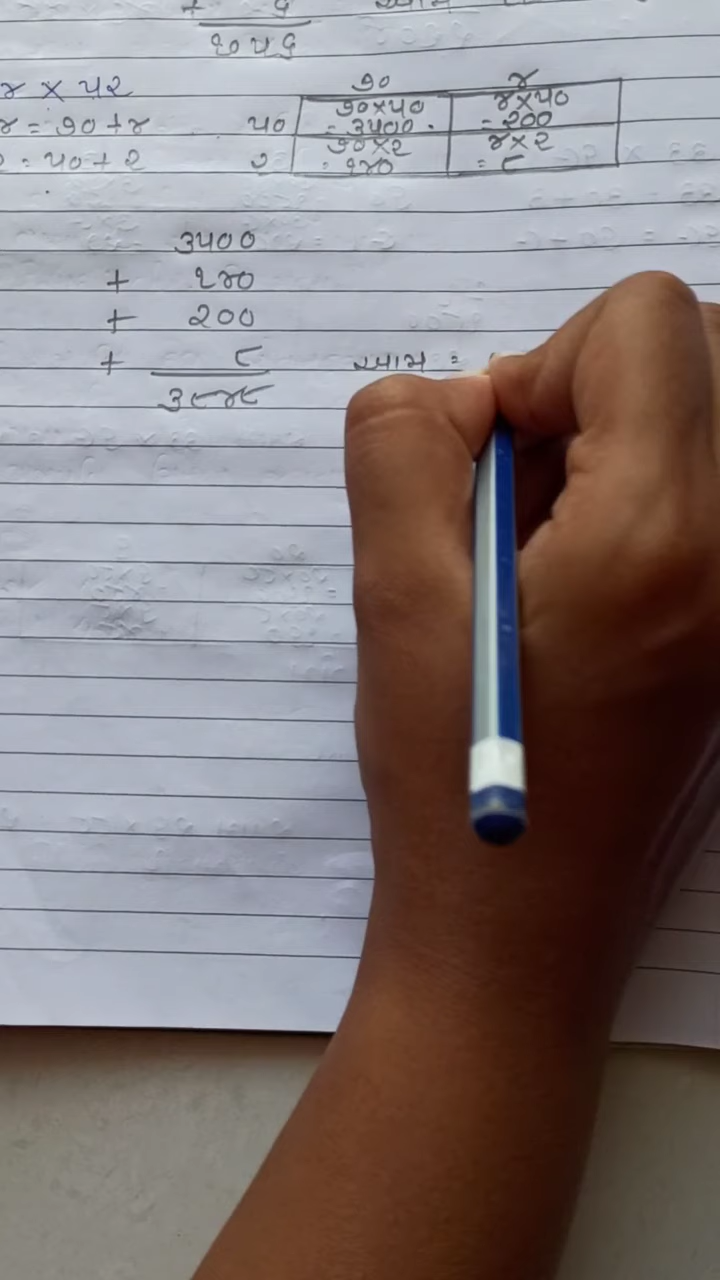 ૪ × ૫૨
૪ = ૭૦ + ૪
= ૫૦ + ૨
૭૦ ૪
૫૦ ૭૦×૫૦ = ૩૫૦૦ ૪×૫૦ = ૨૦૦
૨ ૭૦×૨ = ૧૪૦ ૪×૨ = ૮
૩૫૦૦
+ ૧૪૦
+ ૨૦૦
+ ૮
૩૮૪૮
આમ =